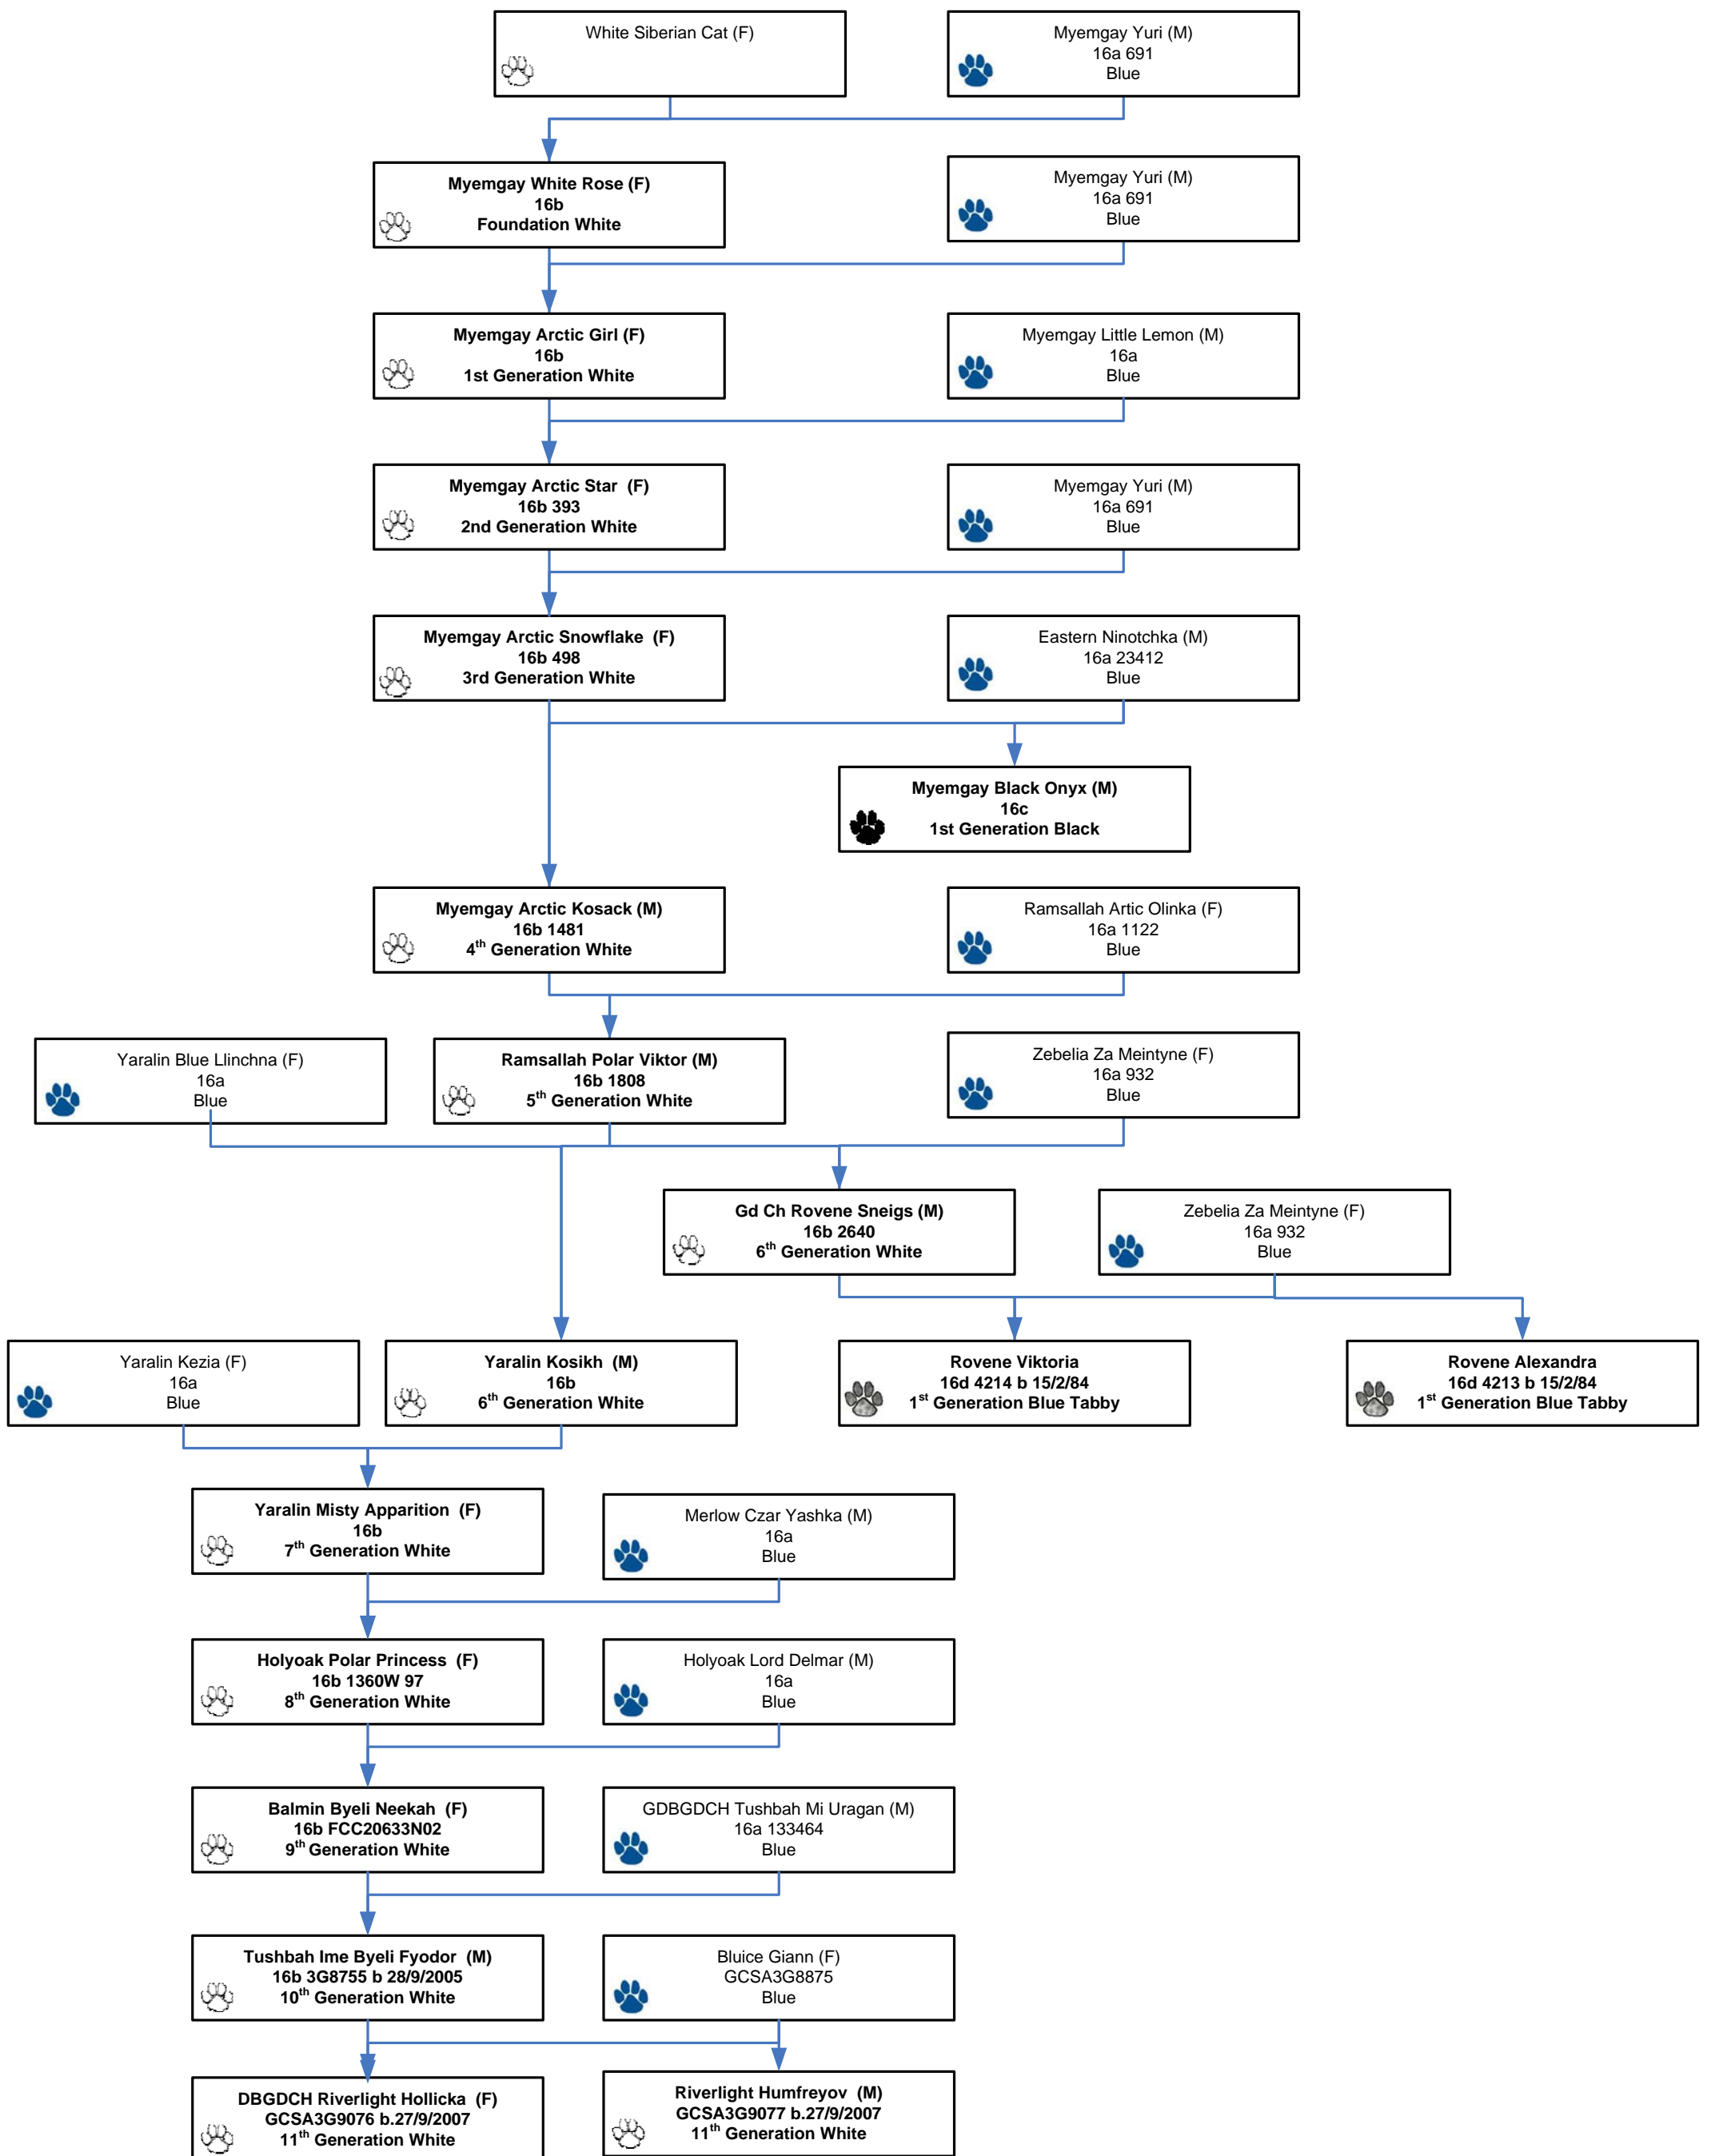 White Siberian Cat (F)
Myemgay Yuri (M)
16a 691
Blue
Myemgay White Rose (F)
16b
Foundation White
Myemgay Yuri (M)
16a 691
Blue
Myemgay Arctic Girl (F)
16b
1st Generation White
Myemgay Little Lemon (M)
16a
Blue
Myemgay Arctic Star (F)
16b 393
2nd Generation White
Myemgay Yuri (M)
16a 691
Blue
Myemgay Arctic Snowflake (F)
16b 498
3rd Generation White
Eastern Ninotchka (M)
16a 23412
Blue
Myemgay Black Onyx (M)
16c
1st Generation Black
Myemgay Arctic Kosack (M)
16b 1481
4th Generation White
Ramsallah Artic Olinka (F)
16a 1122
Blue
Yaralin Blue Llinchna (F)
16a
Blue
Ramsallah Polar Viktor (M)
16b 1808
5th Generation White
Zebelia Za Meintyne (F)
16a 932
Blue
Gd Ch Rovene Sneigs (M)
16b 2640
6th Generation White
Zebelia Za Meintyne (F)
16a 932
Blue
Yaralin Kezia (F)
16a
Blue
Yaralin Kosikh (M)
16b
6th Generation White
Rovene Viktoria
16d 4214 b 15/2/84
1st Generation Blue Tabby
Rovene Alexandra
16d 4213 b 15/2/84
1st Generation Blue Tabby
Yaralin Misty Apparition (F)
16b
7th Generation White
Merlow Czar Yashka (M)
16a
Blue
Holyoak Polar Princess (F)
16b 1360W 97
8th Generation White
Holyoak Lord Delmar (M)
16a
Blue
Balmin Byeli Neekah (F)
16b FCC20633N02
9th Generation White
GDBGDCH Tushbah Mi Uragan (M)
16a 133464
Blue
Tushbah Ime Byeli Fyodor (M)
16b 3G8755 b 28/9/2005
10th Generation White
Bluice Giann (F)
GCSA3G8875
Blue
DBGDCH Riverlight Hollicka (F)
GCSA3G9076 b.27/9/2007
11th Generation White
Riverlight Humfreyov (M)
GCSA3G9077 b.27/9/2007
11th Generation White